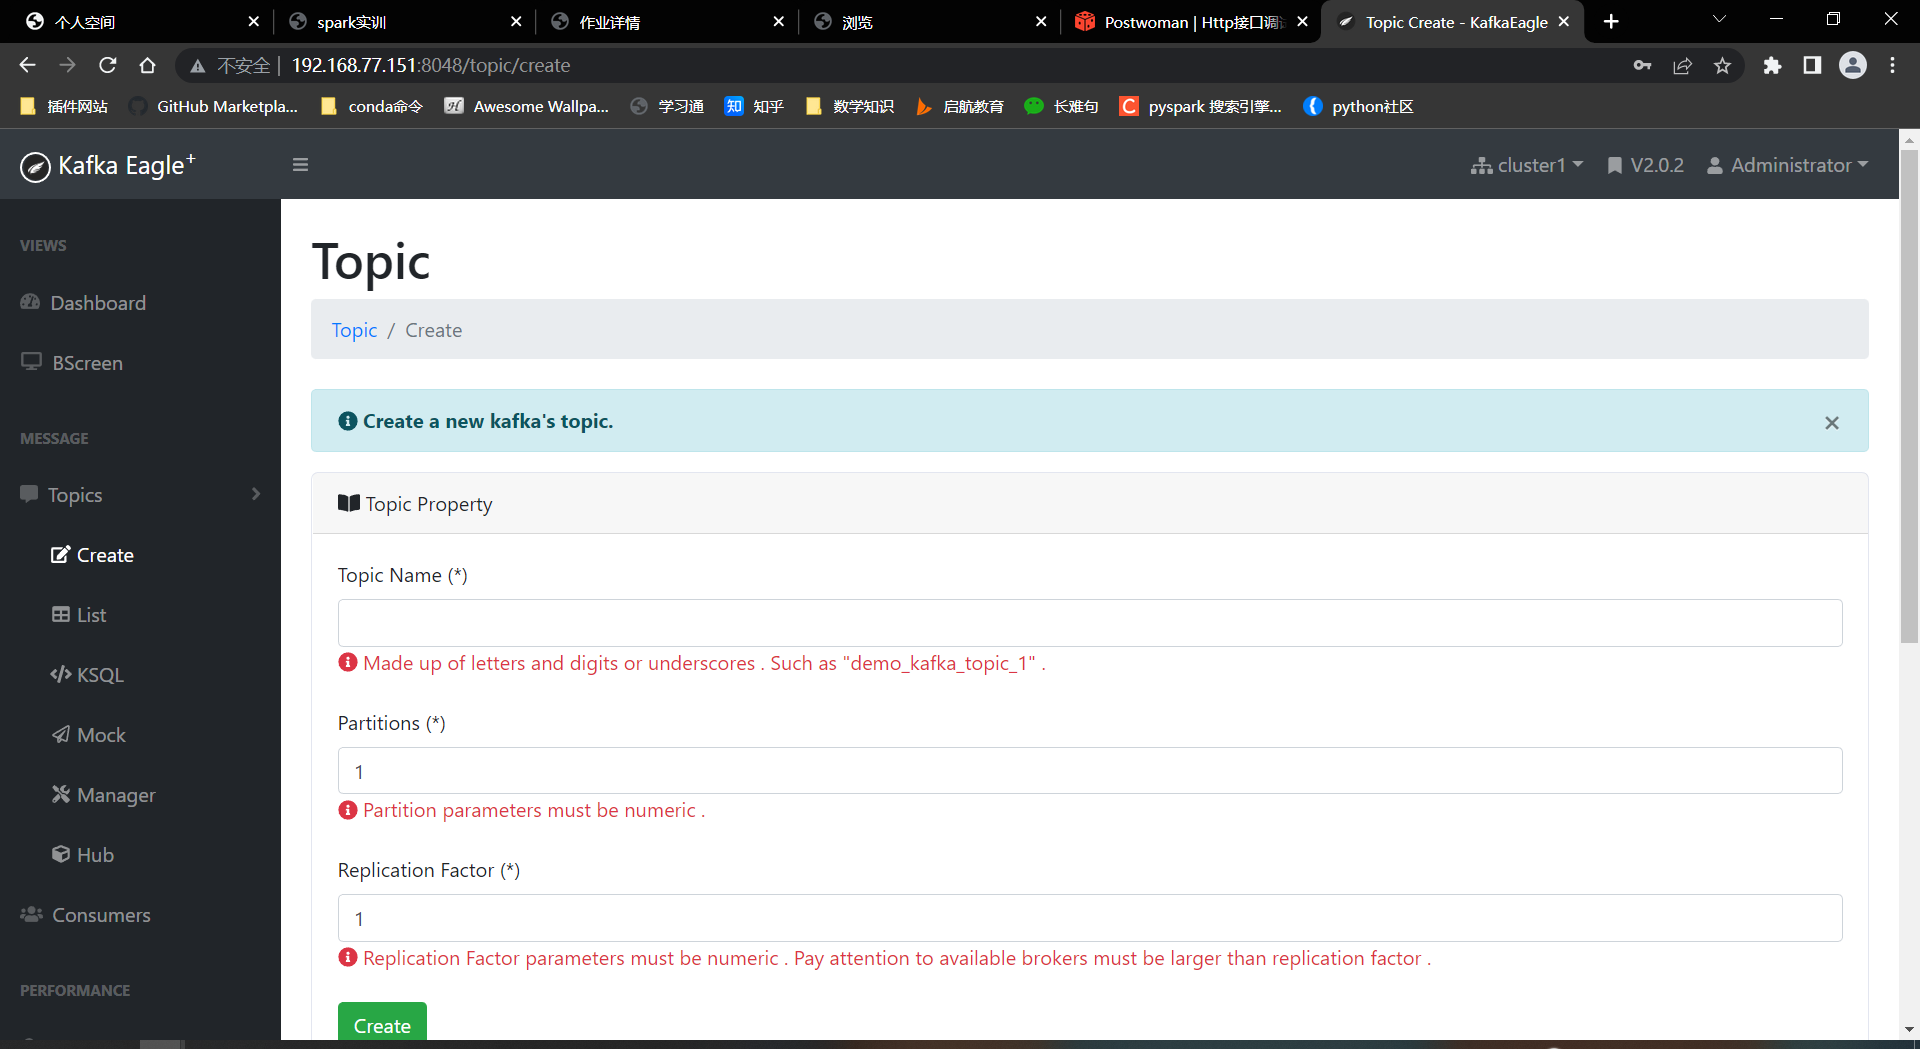 个人空间
spark实训
作业详情
浏览
Postwoman | Http接口调试
Topic Create - KafkaEagle
不安全 | 192.168.77.151:8048/topic/create
插件网站
GitHub Marketpla...
conda命令
Awesome Wallpa...
学习通
知 知乎
数学知识
启航教育
长难句
C pyspark 搜索引擎...
python社区
Kafka Eagle+
cluster1
V2.0.2
Administrator
VIEWS
Dashboard
BScreen
MESSAGE
Topics
Create
List
KSQL
Mock
Manager
Hub
Consumers
PERFORMANCE
Topic
Topic / Create
Create a new kafka's topic.
Topic Property
Topic Name (*)
Made up of letters and digits or underscores . Such as "demo_kafka_topic_1" .
Partitions (*)
1
Partition parameters must be numeric .
Replication Factor (*)
1
Replication Factor parameters must be numeric . Pay attention to available brokers must be larger than replication factor .
Create